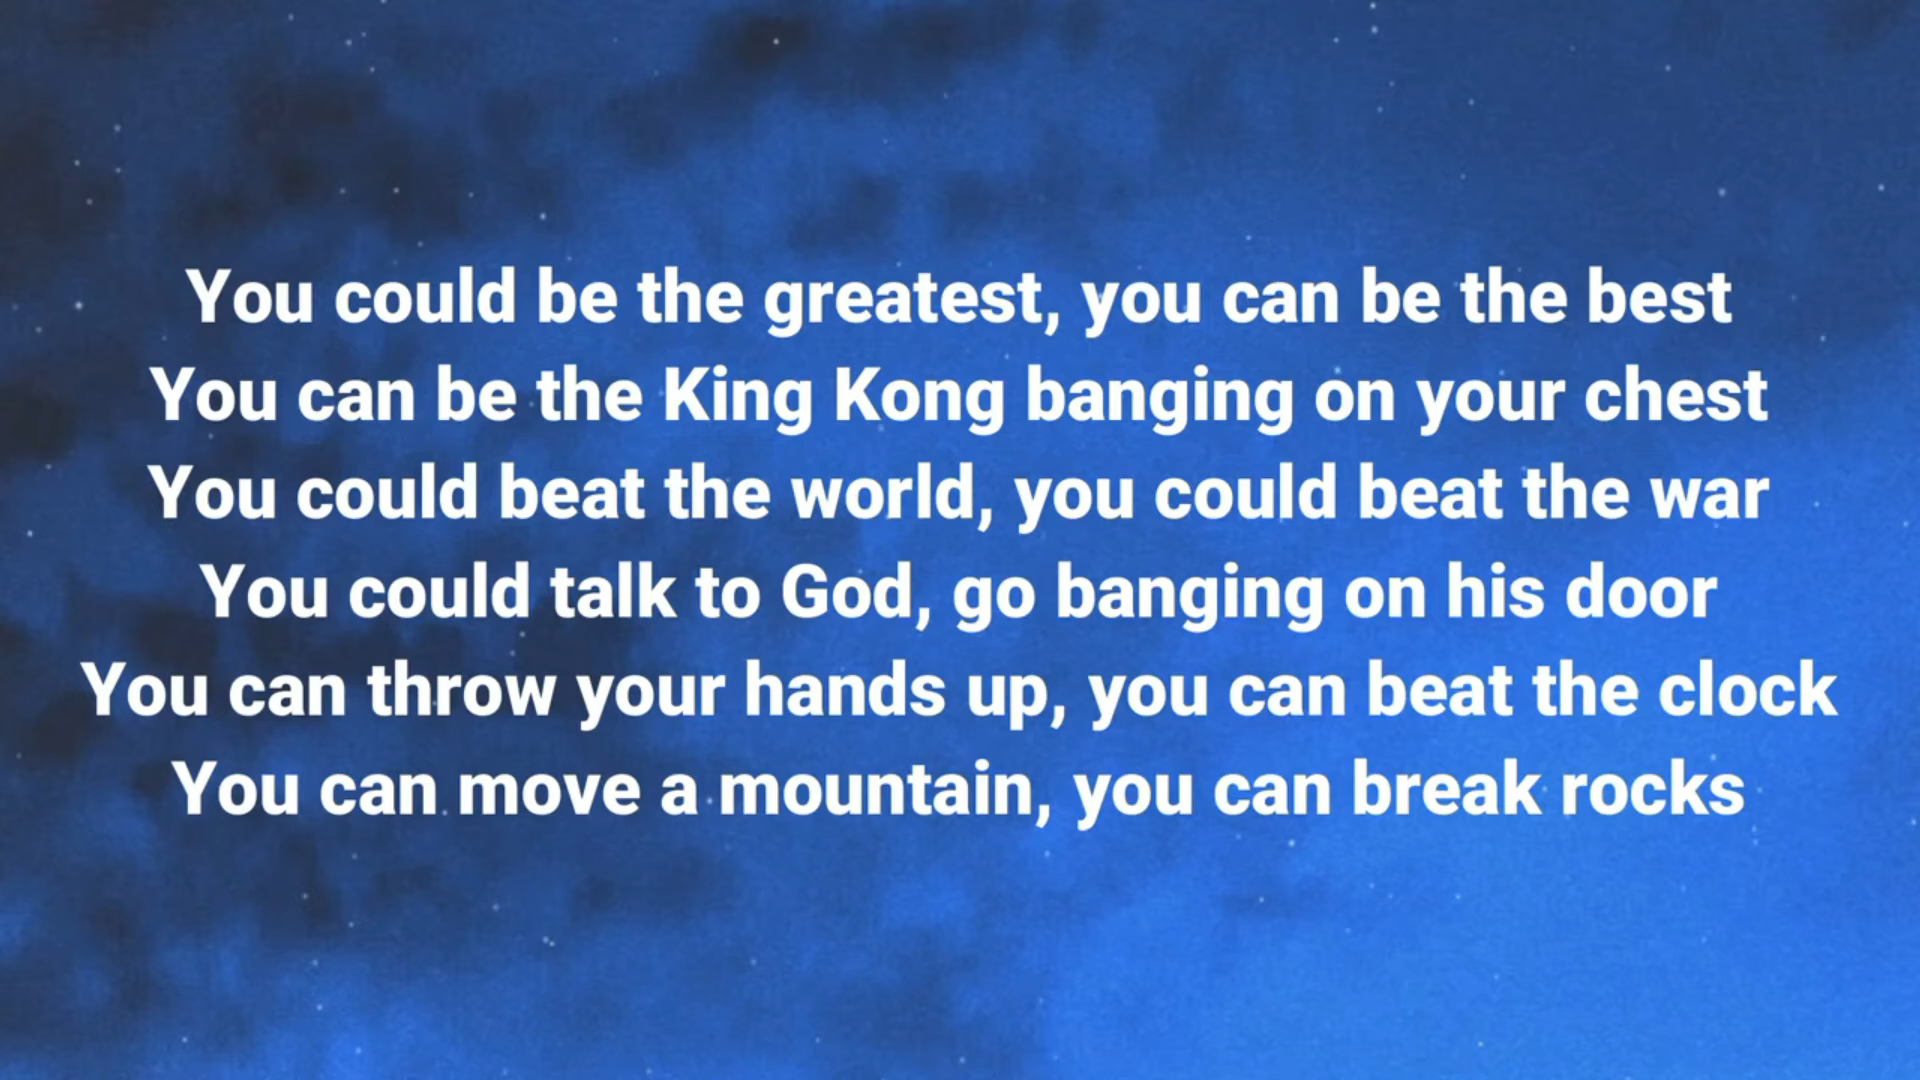 You could be the greatest, you can be the best
You can be the King Kong banging on your chest
You could beat the world, you could beat the war
You could talk to God, go banging on his door
You can throw your hands up, you can beat the clock
You can move a mountain, you can break rocks